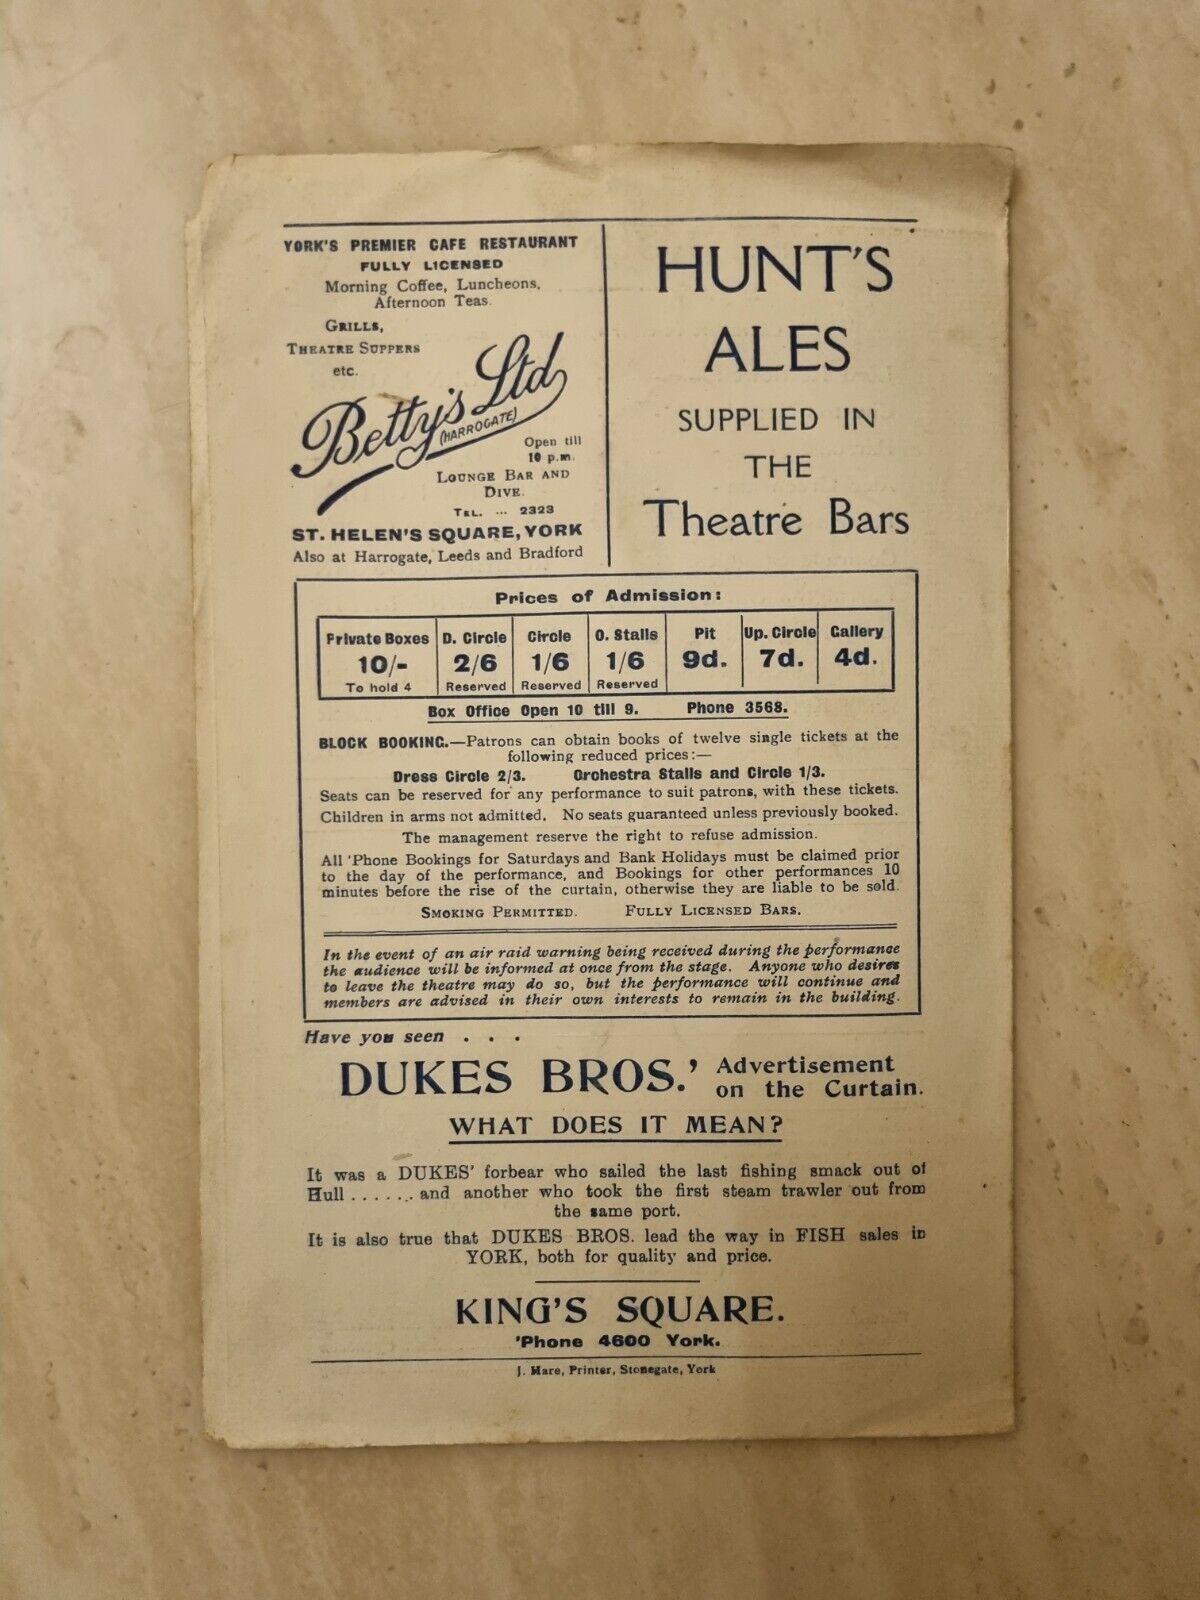 YORK'S PREMIER CAFE RESTAURANT
FULLY LICENSED
Morning Coffee, Luncheons,
Afternoon Teas.
GRILLS,
THEATRE SUPPERS
etc.
Betty's Ltd
(HARROGATE)
Open till
10 p.m.
LOUNGE BAR AND
DIVE.
TEL. ... 2323
ST. HELEN'S SQUARE, YORK
Also at Harrogate, Leeds and Bradford
HUNT'S
ALES
SUPPLIED IN
THE
Theatre Bars
Prices of Admission:
Private Boxes D. Circle Circle O. Stalls Pit Up. Circle Gallery
10/- 2/6 1/6 1/6 9d. 7d. 4d.
To hold 4 Reserved Reserved Reserved
Box Office Open 10 till 9. Phone 3568.
BLOCK BOOKING.—Patrons can obtain books of twelve single tickets at the
following reduced prices:—
Dress Circle 2/3. Orchestra Stalls and Circle 1/3.
Seats can be reserved for any performance to suit patrons, with these tickets.
Children in arms not admitted. No seats guaranteed unless previously booked.
The management reserve the right to refuse admission.
All 'Phone Bookings for Saturdays and Bank Holidays must be claimed prior
to the day of the performance, and Bookings for other performances 10
minutes before the rise of the curtain, otherwise they are liable to be sold.
SMOKING PERMITTED. FULLY LICENSED BARS.
In the event of an air raid warning being received during the performance
the audience will be informed at once from the stage. Anyone who desires
to leave the theatre may do so, but the performance will continue and
members are advised in their own interests to remain in the building.
Have you seen . . .
DUKES BROS.' Advertisement
on the Curtain.
WHAT DOES IT MEAN?
It was a DUKES' forbear who sailed the last fishing smack out of
Hull ....... and another who took the first steam trawler out from
the same port.
It is also true that DUKES BROS. lead the way in FISH sales in
YORK, both for quality and price.
KING'S SQUARE.
'Phone 4600 York.
J. Hare, Printer, Stonegate, York